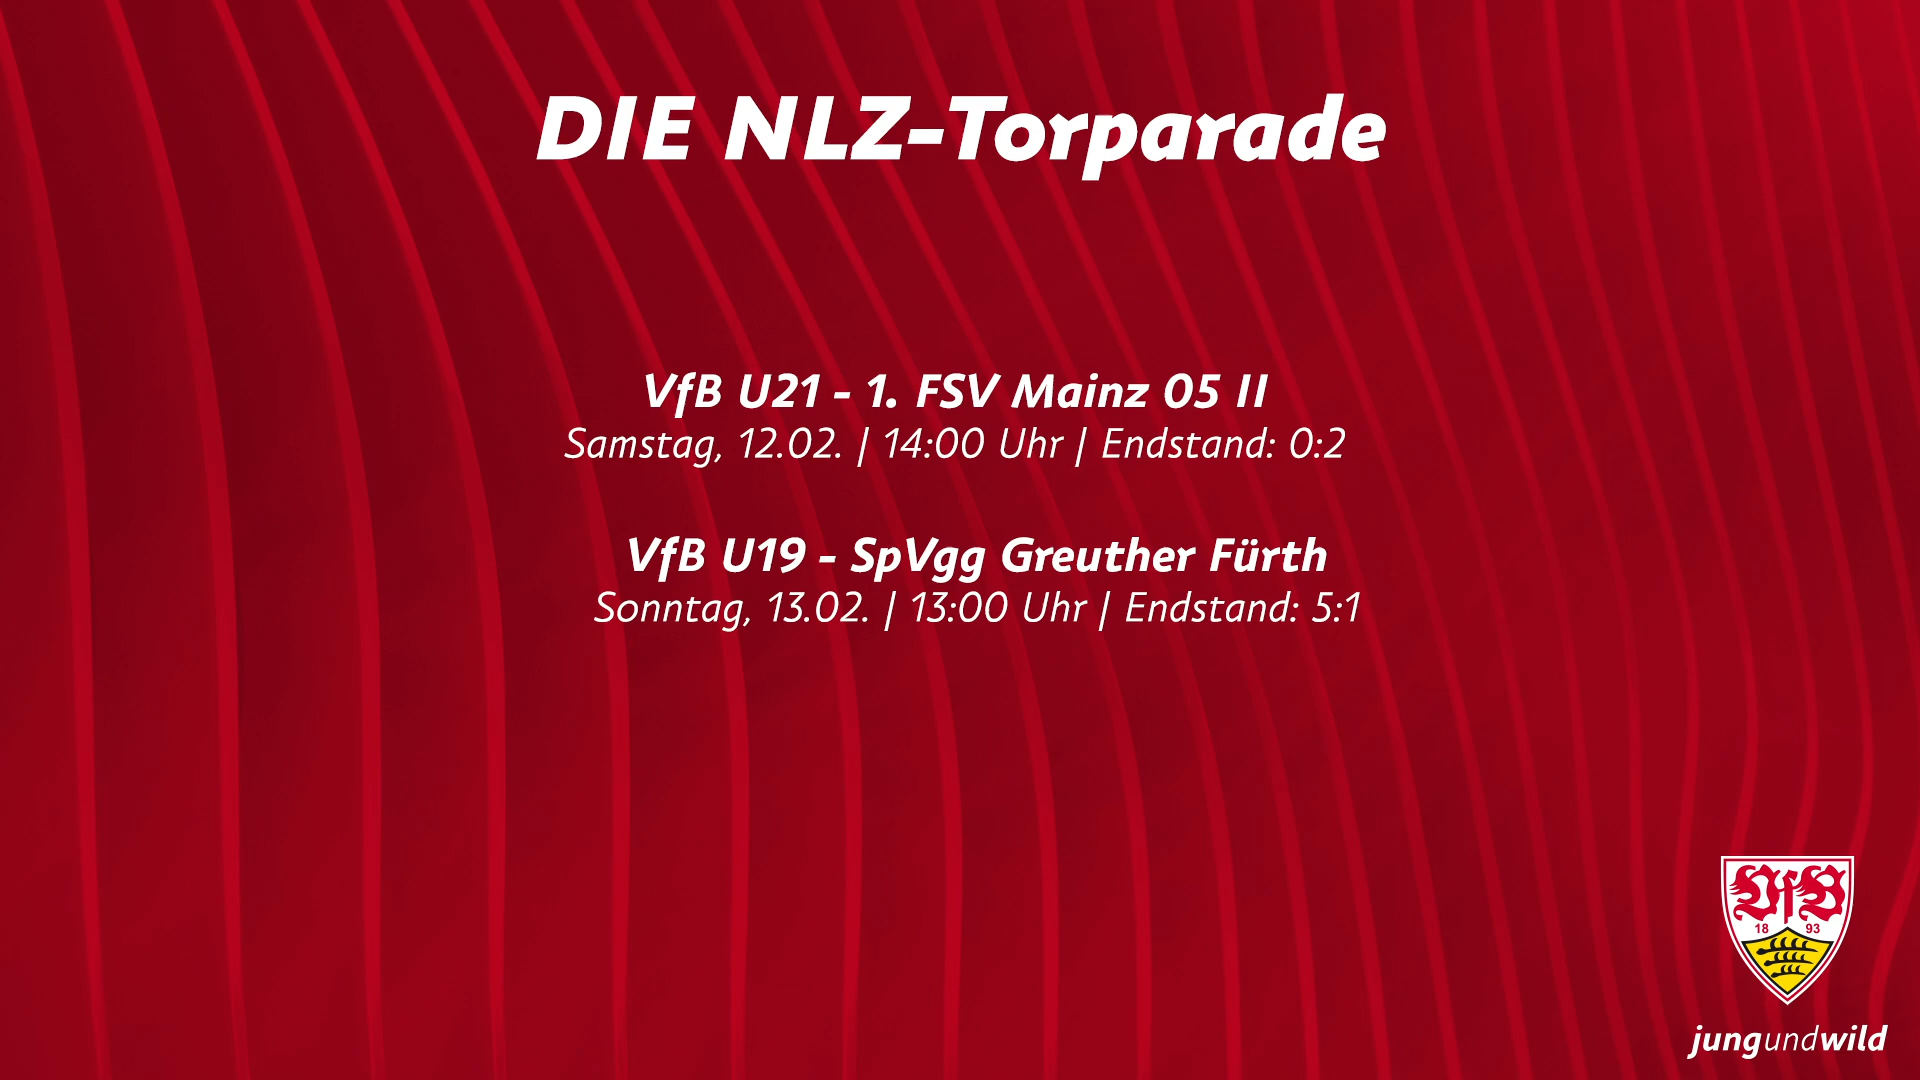 DIE NLZ-Torparade
VfB U21 - 1. FSV Mainz 05 II
Samstag, 12.02. | 14:00 Uhr | Endstand: 0:2
VfB U19 - SpVgg Greuther Fürth
Sonntag, 13.02. | 13:00 Uhr | Endstand: 5:1
VfB
18 93
jungundwild